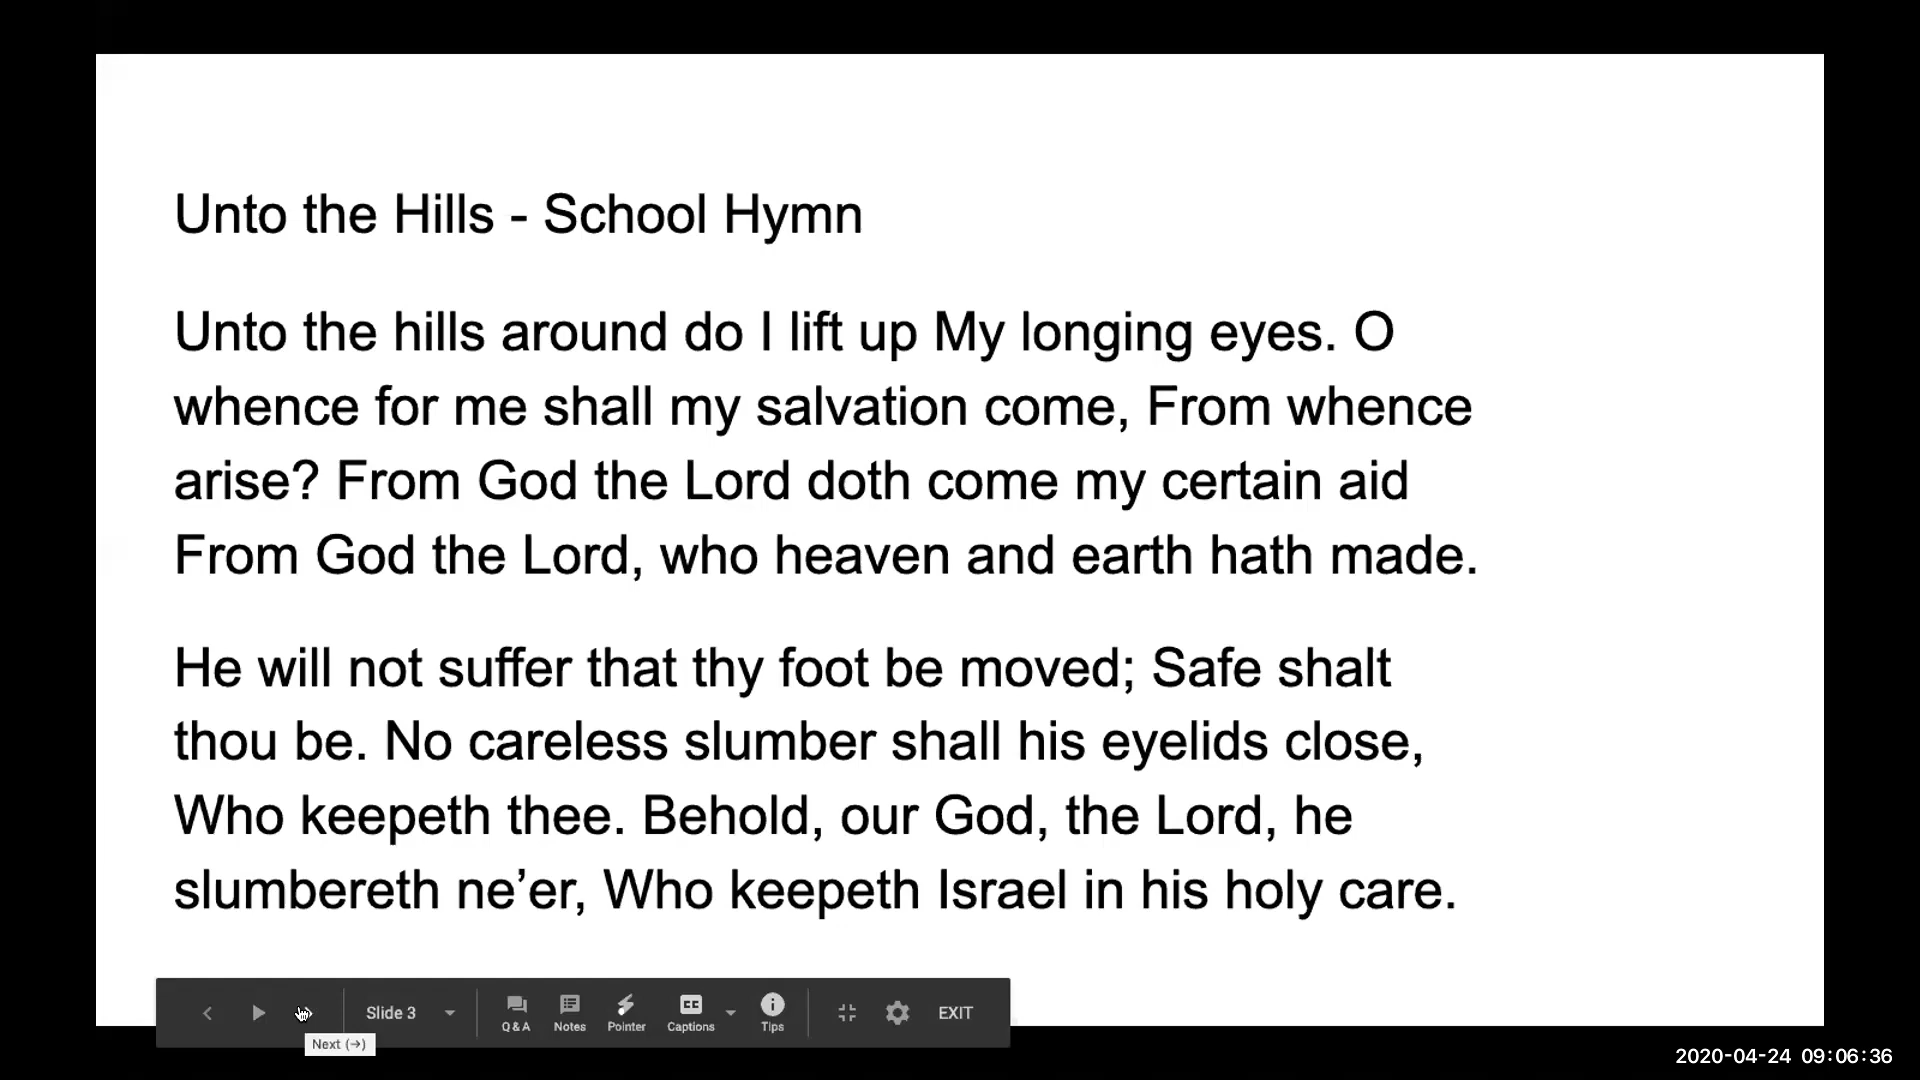 Unto the Hills - School Hymn
Unto the hills around do I lift up My longing eyes. O
whence for me shall my salvation come, From whence
arise? From God the Lord doth come my certain aid
From God the Lord, who heaven and earth hath made.
He will not suffer that thy foot be moved; Safe shalt
thou be. No careless slumber shall his eyelids close,
Who keepeth thee. Behold, our God, the Lord, he
slumbereth ne’er, Who keepeth Israel in his holy care.
Slide 3 Q&A Notes Pointer CC Captions Tips EXIT
Next (→)
2020-04-24 09:06:36